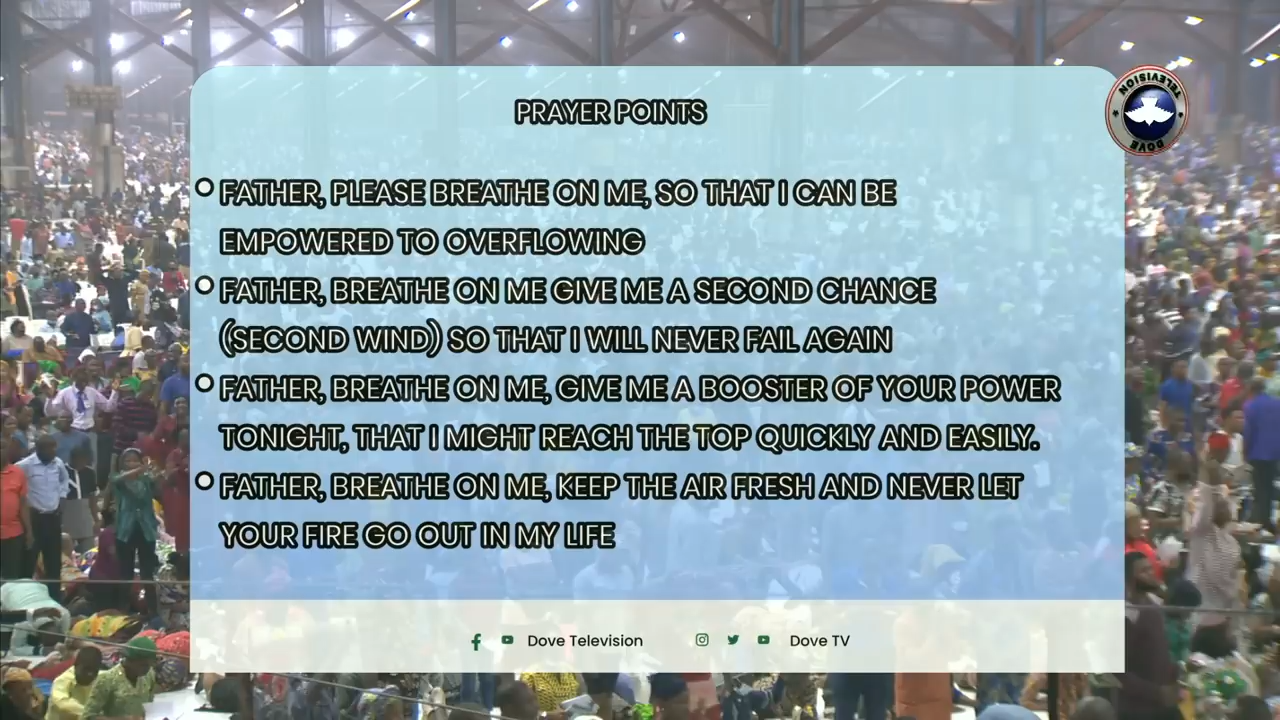 PRAYER POINTS
FATHER, PLEASE BREATHE ON ME, SO THAT I CAN BE
EMPOWERED TO OVERFLOWING
FATHER, BREATHE ON ME GIVE ME A SECOND CHANCE
(SECOND WIND) SO THAT I WILL NEVER FAIL AGAIN
FATHER, BREATHE ON ME, GIVE ME A BOOSTER OF YOUR POWER
TONIGHT, THAT I MIGHT REACH THE TOP QUICKLY AND EASILY.
FATHER, BREATHE ON ME, KEEP THE AIR FRESH AND NEVER LET
YOUR FIRE GO OUT IN MY LIFE
Dove Television
Dove TV
DOVE
TELEVISION